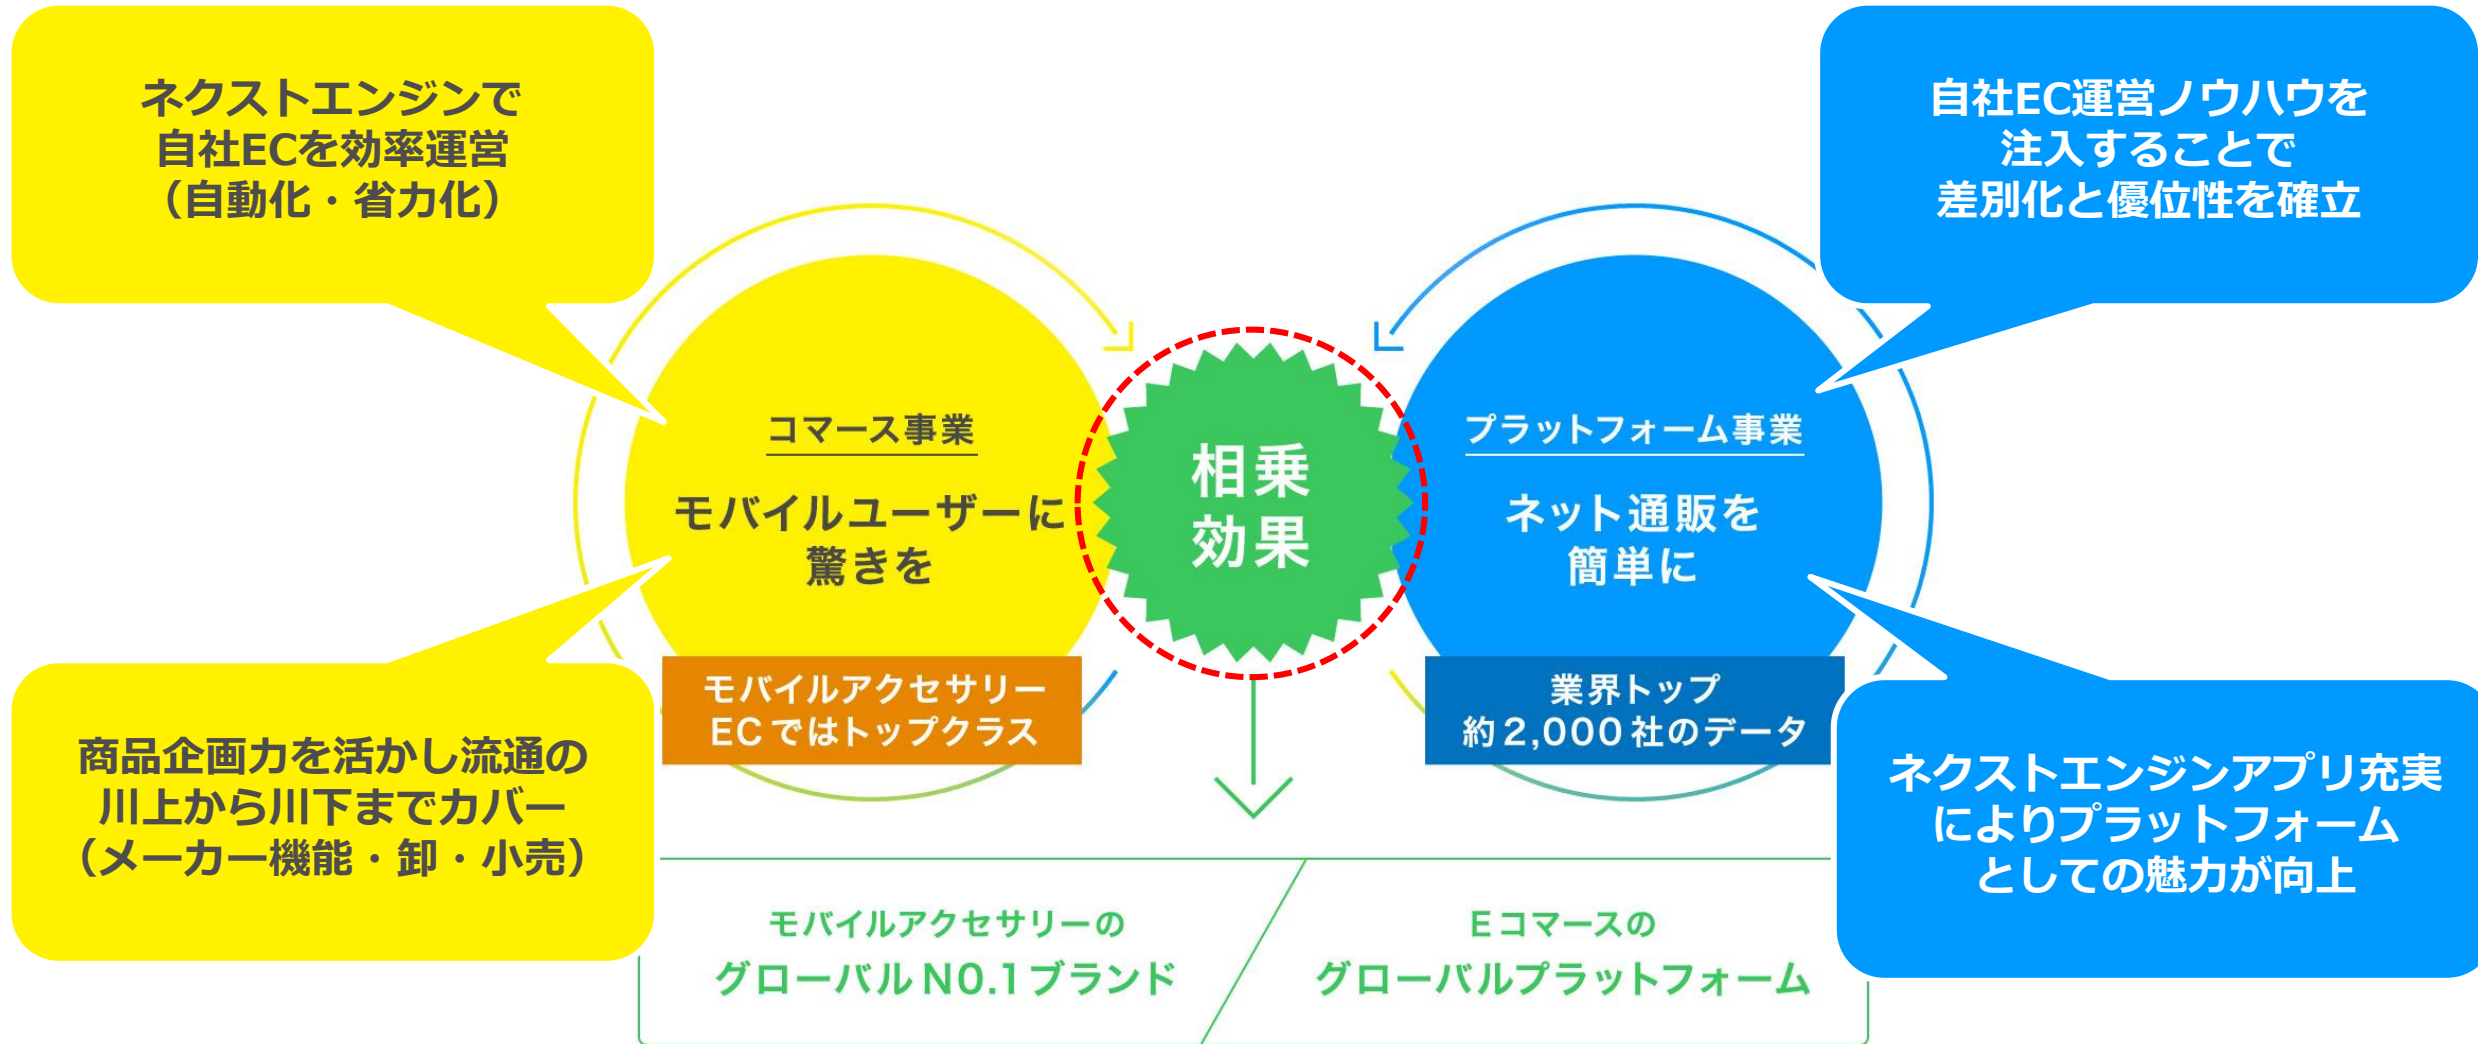 ネクストエンジンで
自社ECを効率運営
（自動化・省力化）
自社EC運営ノウハウを
注入することで
差別化と優位性を確立
コマース事業
モバイルユーザーに
驚きを
モバイルアクセサリー
ECではトップクラス
相乗
効果
プラットフォーム事業
ネット通販を
簡単に
業界トップ
約2,000社のデータ
商品企画力を活かし流通の
川上から川下までカバー
（メーカー機能・卸・小売）
ネクストエンジンアプリ充実
によりプラットフォーム
としての魅力が向上
モバイルアクセサリーの
グローバルN0.1ブランド
Eコマースの
グローバルプラットフォーム